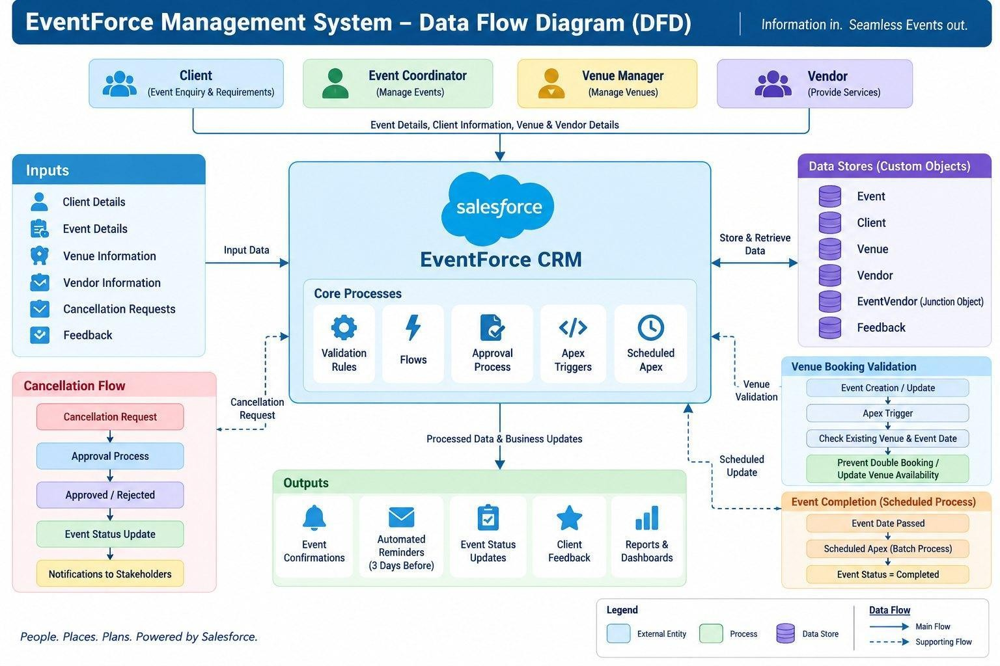 EventForce Management System – Data Flow Diagram (DFD)
Information in. Seamless Events out.
Client
(Event Enquiry & Requirements)
Event Coordinator
(Manage Events)
Venue Manager
(Manage Venues)
Vendor
(Provide Services)
Event Details, Client Information, Venue & Vendor Details
Inputs
Client Details
Event Details
Venue Information
Vendor Information
Cancellation Requests
Feedback
Input Data
salesforce
EventForce CRM
Core Processes
Validation
Rules
Flows
Approval
Process
Apex
Triggers
Scheduled
Apex
Store & Retrieve
Data
Data Stores (Custom Objects)
Event
Client
Venue
Vendor
EventVendor (Junction Object)
Feedback
Cancellation Flow
Cancellation Request
Approval Process
Approved / Rejected
Event Status Update
Notifications to Stakeholders
Cancellation
Request
Processed Data & Business Updates
Venue
Validation
Scheduled
Update
Venue Booking Validation
Event Creation / Update
Apex Trigger
Check Existing Venue & Event Date
Prevent Double Booking /
Update Venue Availability
Outputs
Event
Confirmations
Automated
Reminders
(3 Days Before)
Event Status
Updates
Client
Feedback
Reports &
Dashboards
Event Completion (Scheduled Process)
Event Date Passed
Scheduled Apex (Batch Process)
Event Status = Completed
People. Places. Plans. Powered by Salesforce.
Legend
External Entity
Process
Data Store
Data Flow
Main Flow
Supporting Flow